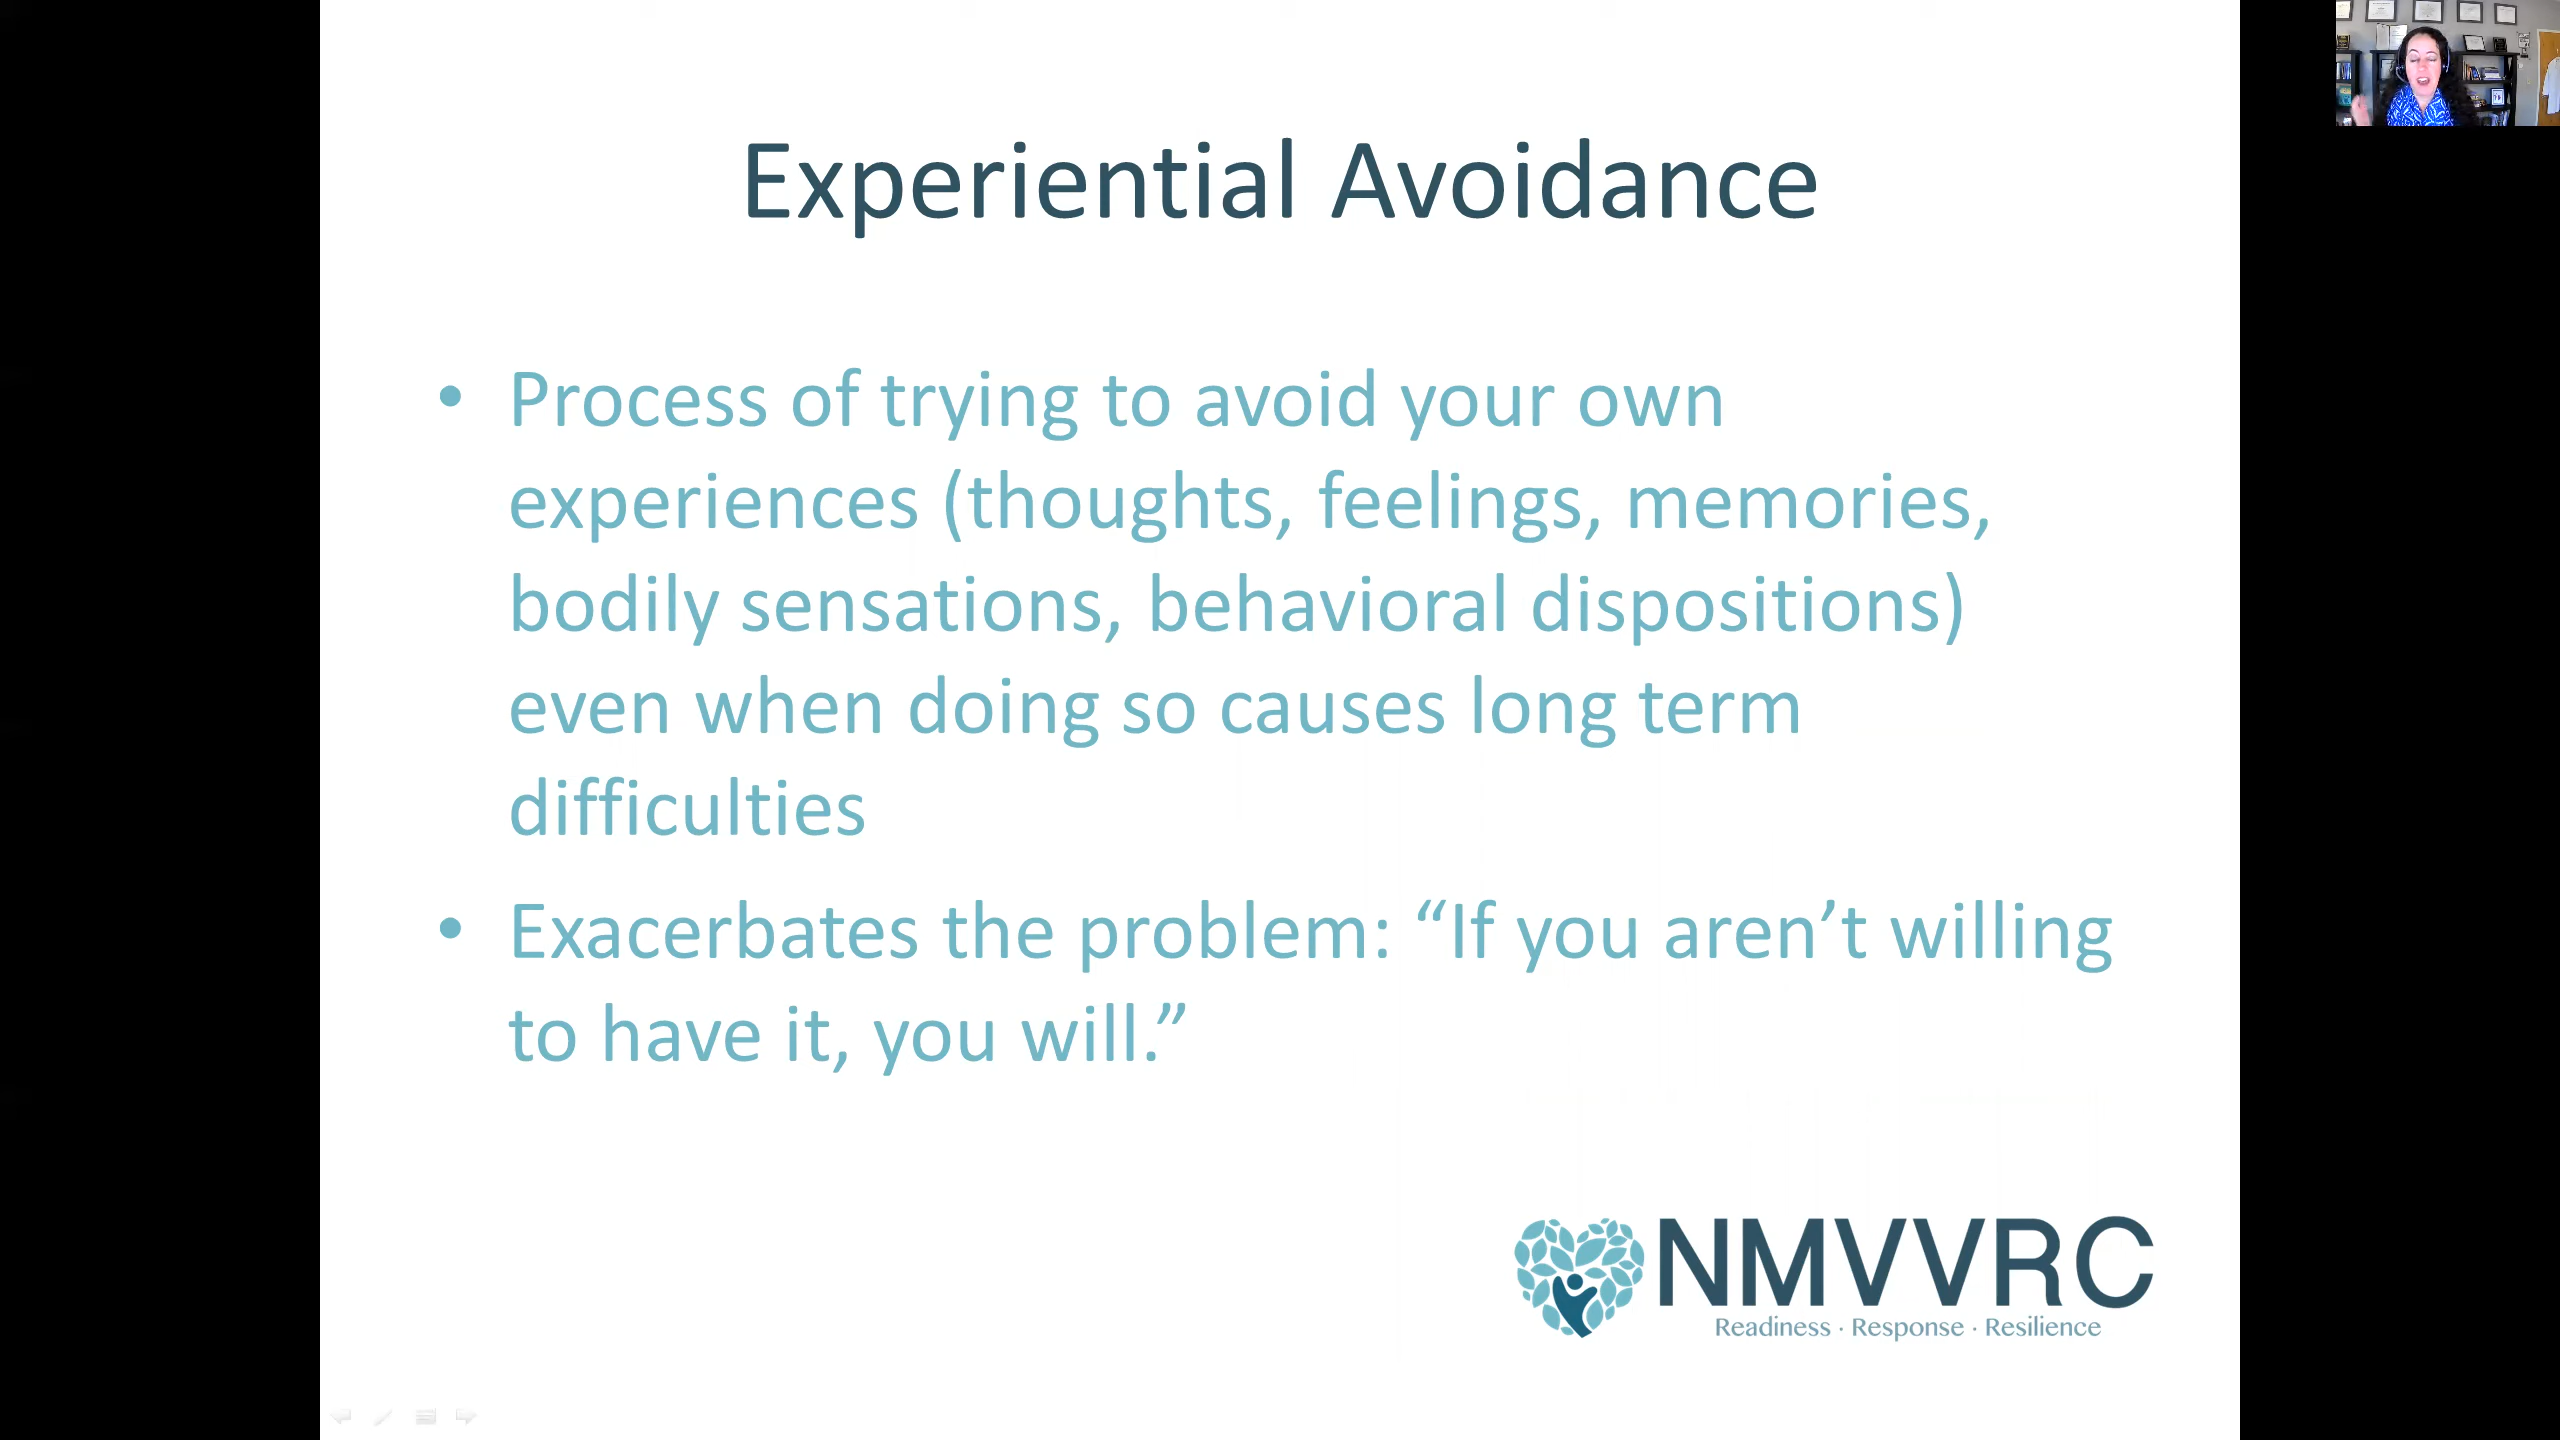 Experiential Avoidance
• Process of trying to avoid your own
experiences (thoughts, feelings, memories,
bodily sensations, behavioral dispositions)
even when doing so causes long term
difficulties
• Exacerbates the problem: “If you aren’t willing
to have it, you will.”
NMVVRC
Readiness · Response · Resilience